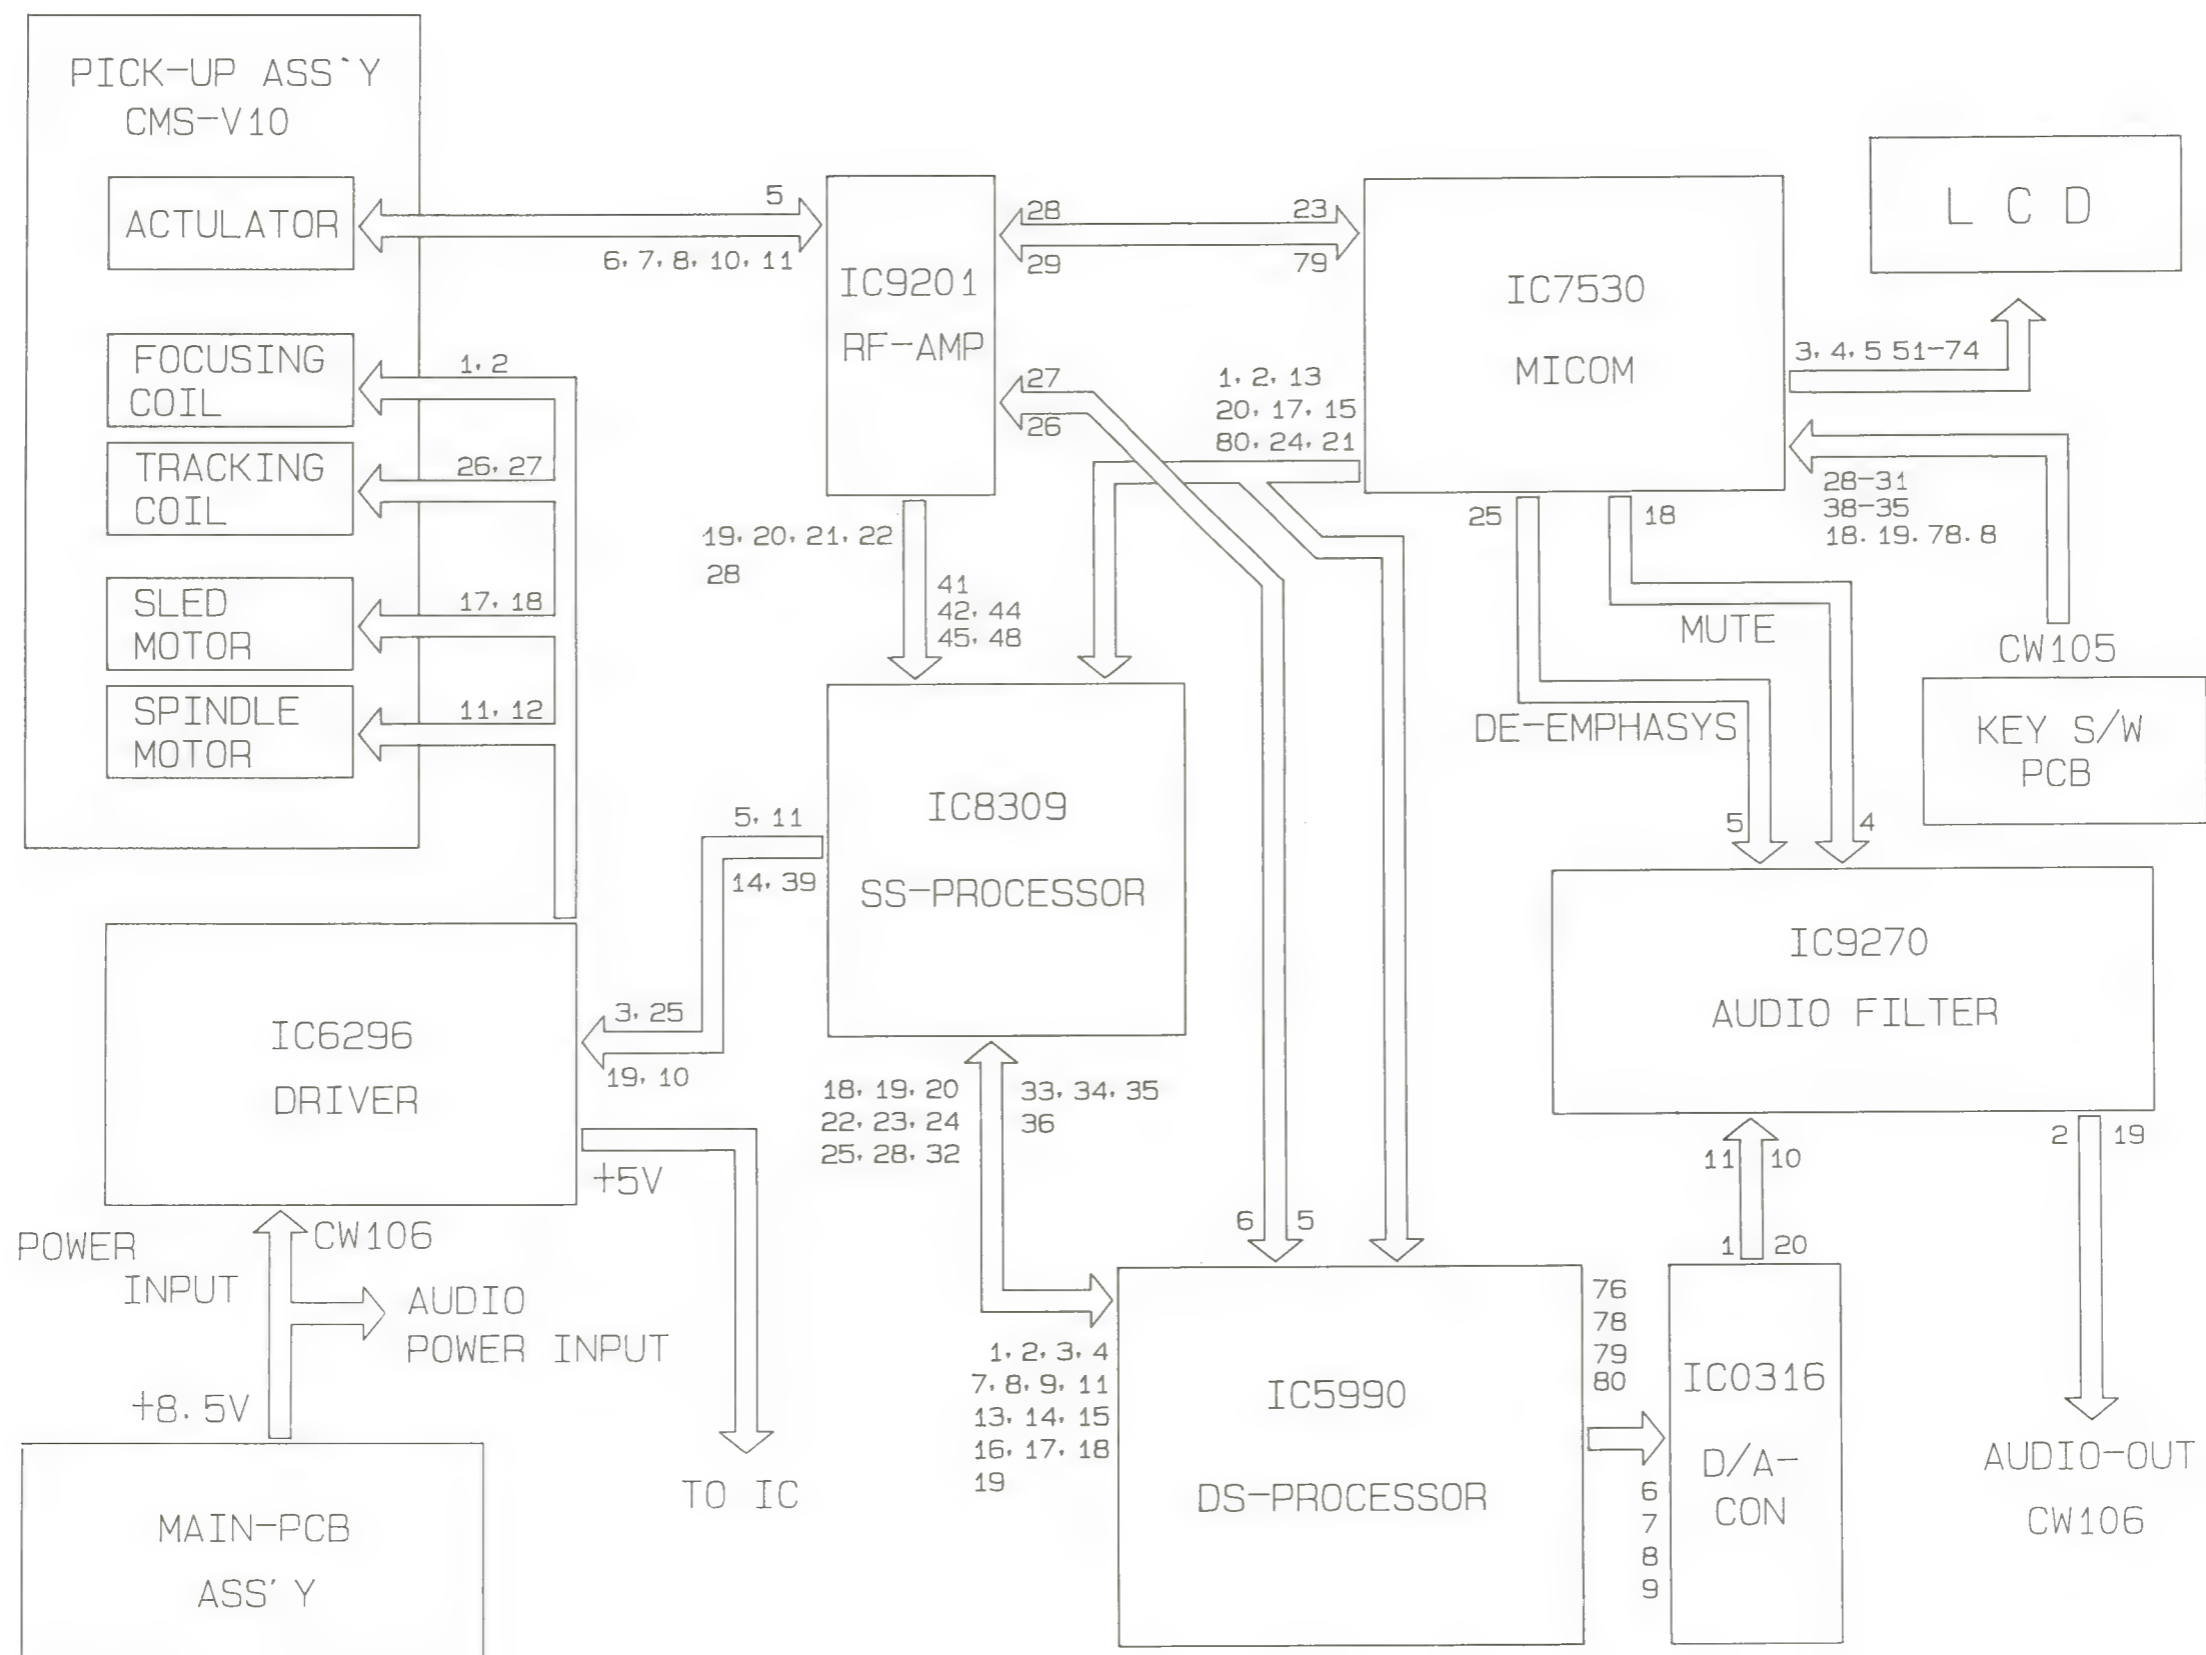 PICK-UP ASS`Y
CMS-V10
ACTULATOR
5
6, 7, 8, 10, 11
FOCUSING
COIL
1, 2
TRACKING
COIL
26, 27
SLED
MOTOR
17, 18
SPINDLE
MOTOR
11, 12
IC9201
RF-AMP
28
29
23
79
27
26
IC7530
MICOM
1, 2, 13
20, 17, 15
80, 24, 21
L C D
3, 4, 5 51-74
28-31
38-35
18. 19. 78. 8
CW105
KEY S/W
PCB
25
18
MUTE
DE-EMPHASYS
5
4
19, 20, 21, 22
28
41
42, 44
45, 48
IC8309
SS-PROCESSOR
5, 11
14, 39
3, 25
19, 10
IC6296
DRIVER
+5V
TO IC
POWER
INPUT
CW106
AUDIO
POWER INPUT
+8. 5V
MAIN-PCB
ASS' Y
18, 19, 20
22, 23, 24
25, 28, 32
33, 34, 35
36
6
5
1, 2, 3, 4
7, 8, 9, 11
13, 14, 15
16, 17, 18
19
IC5990
DS-PROCESSOR
76
78
79
80
6
7
8
9
IC0316
D/A-
CON
1
20
11
10
IC9270
AUDIO FILTER
2
19
AUDIO-OUT
CW106